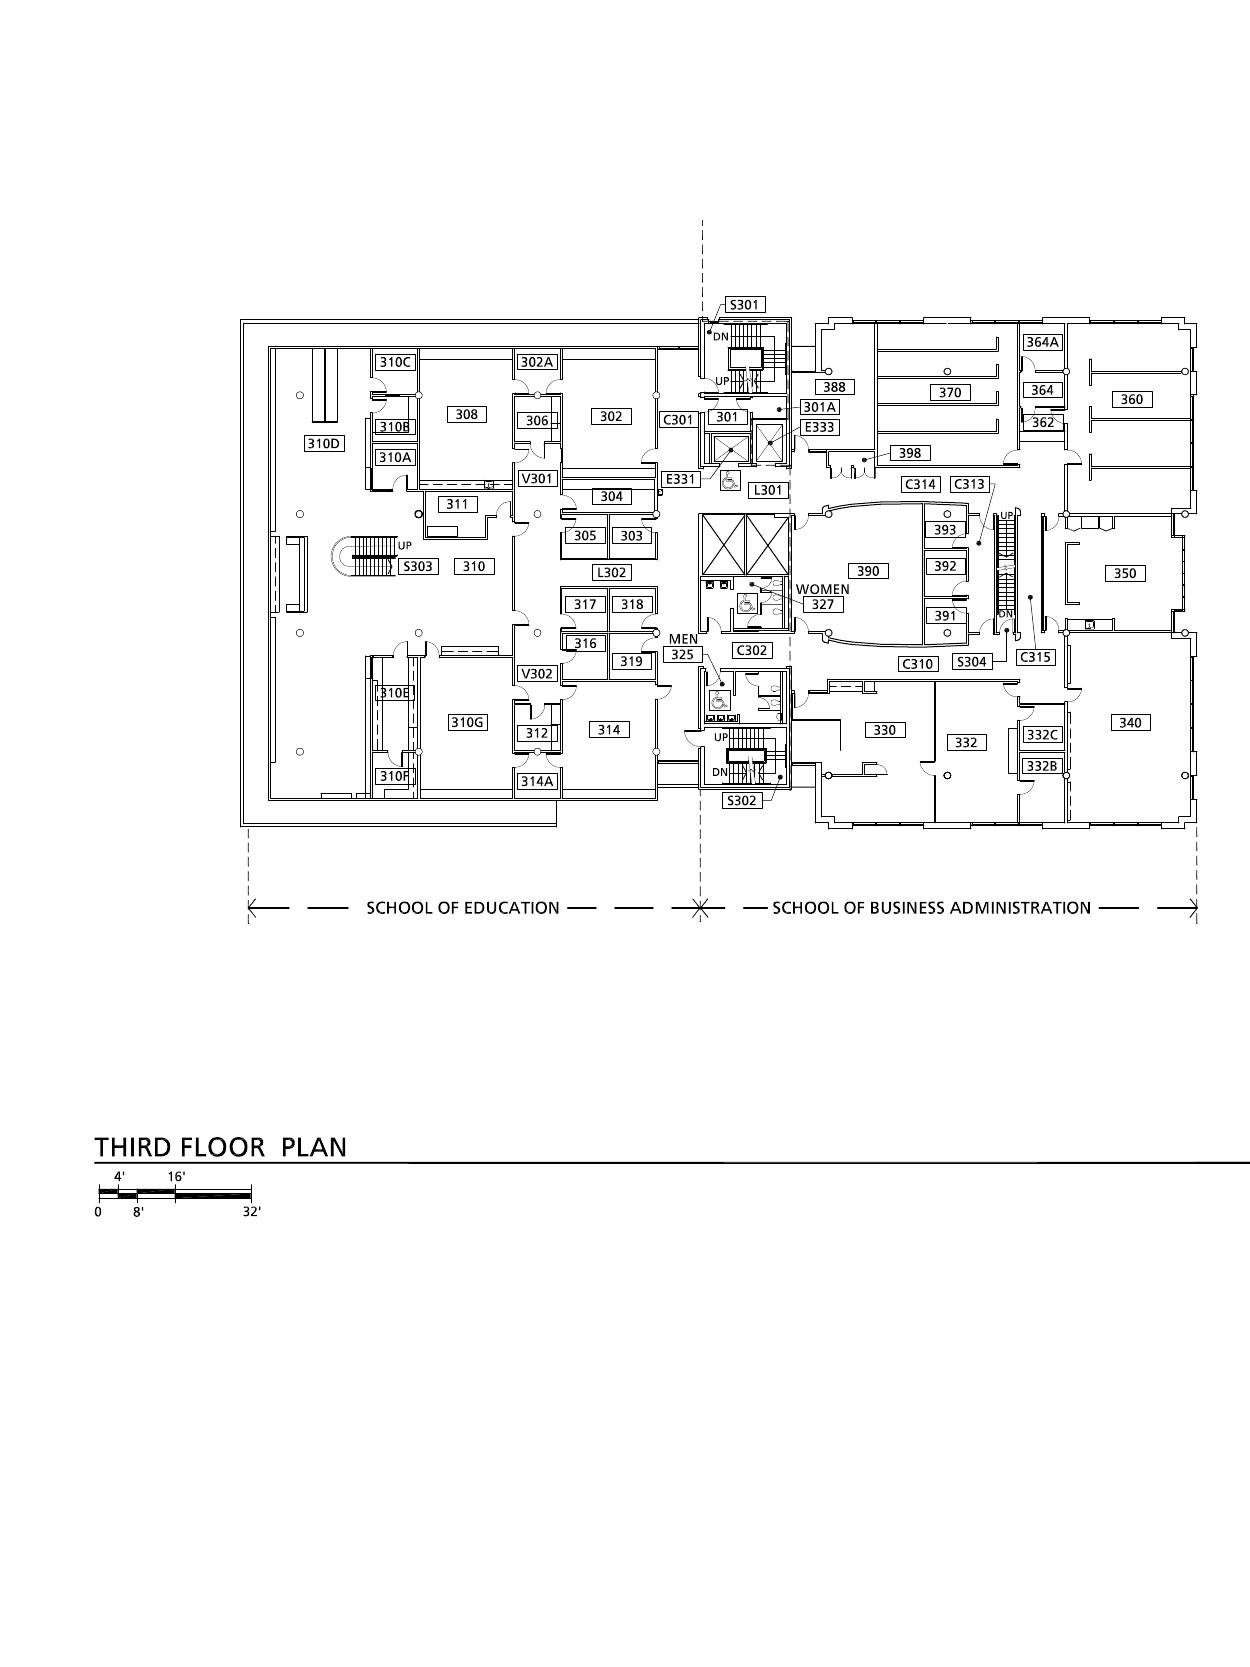 S301
DN
UP
310C
302A
364A
388
370
364
360
308
306
302
C301
301
301A
362
310B
E333
310D
310A
398
V301
E331
L301
C314
C313
311
304
UP
393
305
303
UP
S303
310
L302
390
392
350
WOMEN
327
317
318
391
DN
MEN
325
316
C302
319
C310
S304
C315
V302
310E
310G
312
314
330
332
332C
340
UP
DN
332B
310F
314A
S302
SCHOOL OF EDUCATION
SCHOOL OF BUSINESS ADMINISTRATION
THIRD FLOOR PLAN
4'
16'
0
8'
32'